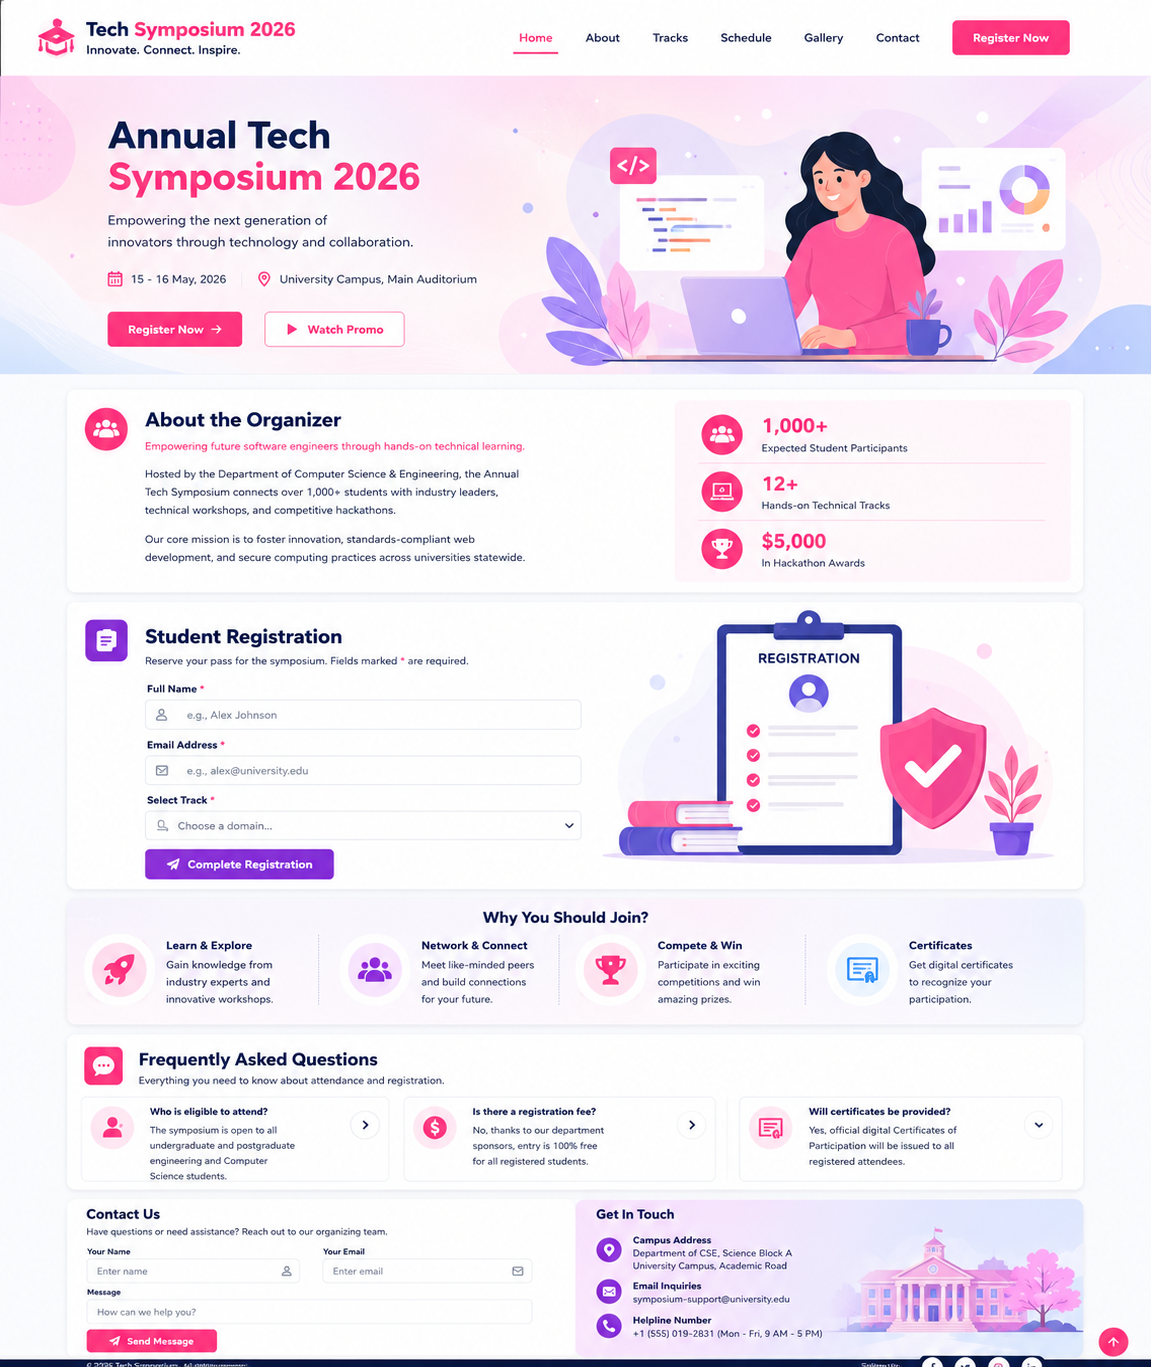 Tech Symposium 2026
Innovate. Connect. Inspire.
Home
About
Tracks
Schedule
Gallery
Contact
Register Now
Annual Tech
Symposium 2026
Empowering the next generation of
innovators through technology and collaboration.
15 - 16 May, 2026
University Campus, Main Auditorium
Register Now →
Watch Promo
</>
About the Organizer
Empowering future software engineers through hands-on technical learning.
Hosted by the Department of Computer Science & Engineering, the Annual
Tech Symposium connects over 1,000+ students with industry leaders,
technical workshops, and competitive hackathons.
Our core mission is to foster innovation, standards-compliant web
development, and secure computing practices across universities statewide.
1,000+
Expected Student Participants
12+
Hands-on Technical Tracks
$5,000
In Hackathon Awards
Student Registration
Reserve your pass for the symposium. Fields marked * are required.
Full Name *
e.g., Alex Johnson
Email Address *
e.g., alex@university.edu
Select Track *
Choose a domain...
Complete Registration
REGISTRATION
Why You Should Join?
Learn & Explore
Gain knowledge from
industry experts and
innovative workshops.
Network & Connect
Meet like-minded peers
and build connections
for your future.
Compete & Win
Participate in exciting
competitions and win
amazing prizes.
Certificates
Get digital certificates
to recognize your
participation.
Frequently Asked Questions
Everything you need to know about attendance and registration.
Who is eligible to attend?
The symposium is open to all
undergraduate and postgraduate
engineering and Computer
Science students.
$
Is there a registration fee?
No, thanks to our department
sponsors, entry is 100% free
for all registered students.
Will certificates be provided?
Yes, official digital Certificates of
Participation will be issued to all
registered attendees.
Contact Us
Have questions or need assistance? Reach out to our organizing team.
Your Name
Enter name
Your Email
Enter email
Message
How can we help you?
Send Message
Get In Touch
Campus Address
Department of CSE, Science Block A
University Campus, Academic Road
Email Inquiries
symposium-support@university.edu
Helpline Number
+1 (555) 019-2831 (Mon - Fri, 9 AM - 5 PM)
Tech Symposium